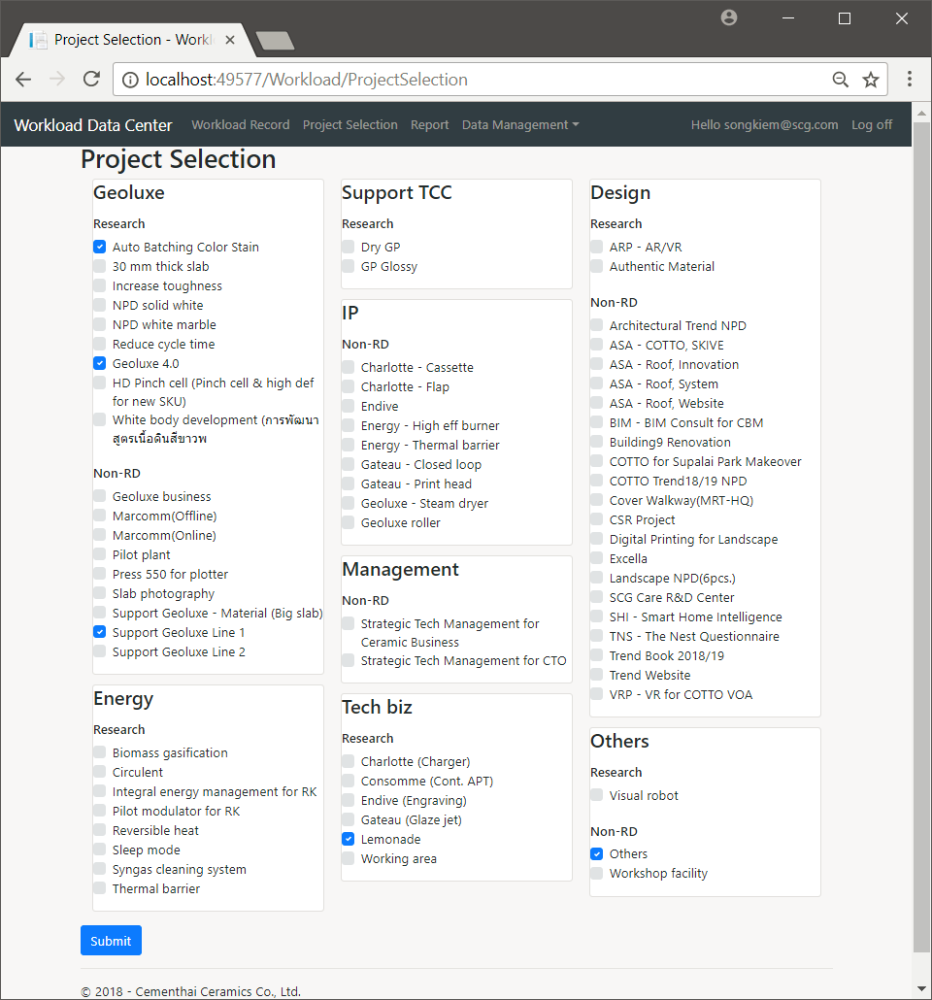 Project Selection - Workl
localhost:49577/Workload/ProjectSelection
Workload Data Center Workload Record Project Selection Report Data Management Hello songkiem@scg.com Log off
Project Selection
Geoluxe
Research
Auto Batching Color Stain
30 mm thick slab
Increase toughness
NPD solid white
NPD white marble
Reduce cycle time
Geoluxe 4.0
HD Pinch cell (Pinch cell & high def
for new SKU)
White body development (การพัฒนา
สูตรเนื้อดินสีขาวพ
Non-RD
Geoluxe business
Marcomm(Offline)
Marcomm(Online)
Pilot plant
Press 550 for plotter
Slab photography
Support Geoluxe - Material (Big slab)
Support Geoluxe Line 1
Support Geoluxe Line 2
Energy
Research
Biomass gasification
Circulent
Integral energy management for RK
Pilot modulator for RK
Reversible heat
Sleep mode
Syngas cleaning system
Thermal barrier
Support TCC
Research
Dry GP
GP Glossy
IP
Non-RD
Charlotte - Cassette
Charlotte - Flap
Endive
Energy - High eff burner
Energy - Thermal barrier
Gateau - Closed loop
Gateau - Print head
Geoluxe - Steam dryer
Geoluxe roller
Management
Non-RD
Strategic Tech Management for
Ceramic Business
Strategic Tech Management for CTO
Tech biz
Research
Charlotte (Charger)
Consomme (Cont. APT)
Endive (Engraving)
Gateau (Glaze jet)
Lemonade
Working area
Design
Research
ARP - AR/VR
Authentic Material
Non-RD
Architectural Trend NPD
ASA - COTTO, SKIVE
ASA - Roof, Innovation
ASA - Roof, System
ASA - Roof, Website
BIM - BIM Consult for CBM
Building9 Renovation
COTTO for Supalai Park Makeover
COTTO Trend18/19 NPD
Cover Walkway(MRT-HQ)
CSR Project
Digital Printing for Landscape
Excella
Landscape NPD(6pcs.)
SCG Care R&D Center
SHI - Smart Home Intelligence
TNS - The Nest Questionnaire
Trend Book 2018/19
Trend Website
VRP - VR for COTTO VOA
Others
Research
Visual robot
Non-RD
Others
Workshop facility
Submit
© 2018 - Cementhai Ceramics Co., Ltd.